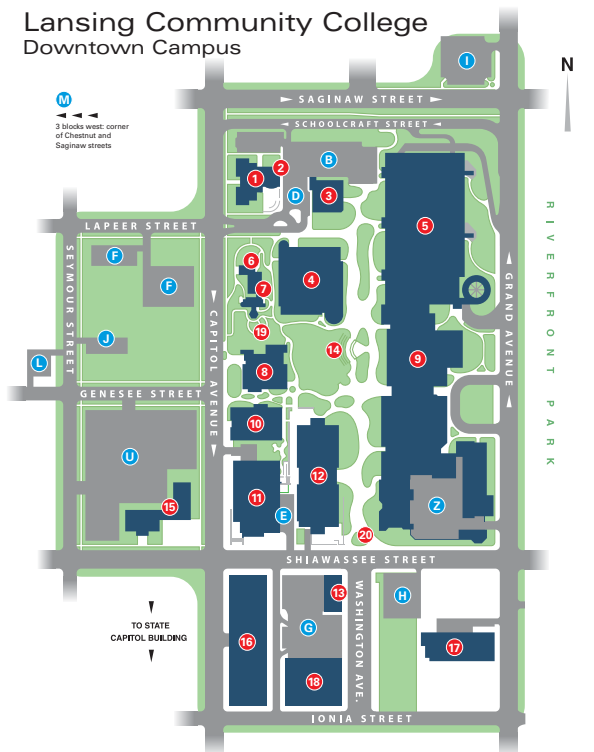 Lansing Community College
Downtown Campus
I
N
M
◄ ◄ ◄
3 blocks west: corner
of Chestnut and
Saginaw streets
► SAGINAW STREET ►
◄ SCHOOLCRAFT STREET ◄
B
2
1
D
3
5
LAPEER STREET
RIVERFRONT PARK
SEYMOUR STREET
F
F
6
7
4
GRAND AVENUE
CAPITOL AVENUE
19
J
14
9
L
8
GENESEE STREET
10
U
12
11
15
E
Z
20
SHIAWASSEE STREET
TO STATE
CAPITOL BUILDING
13
WASHINGTON AVE.
H
G
16
17
18
IONIA STREET